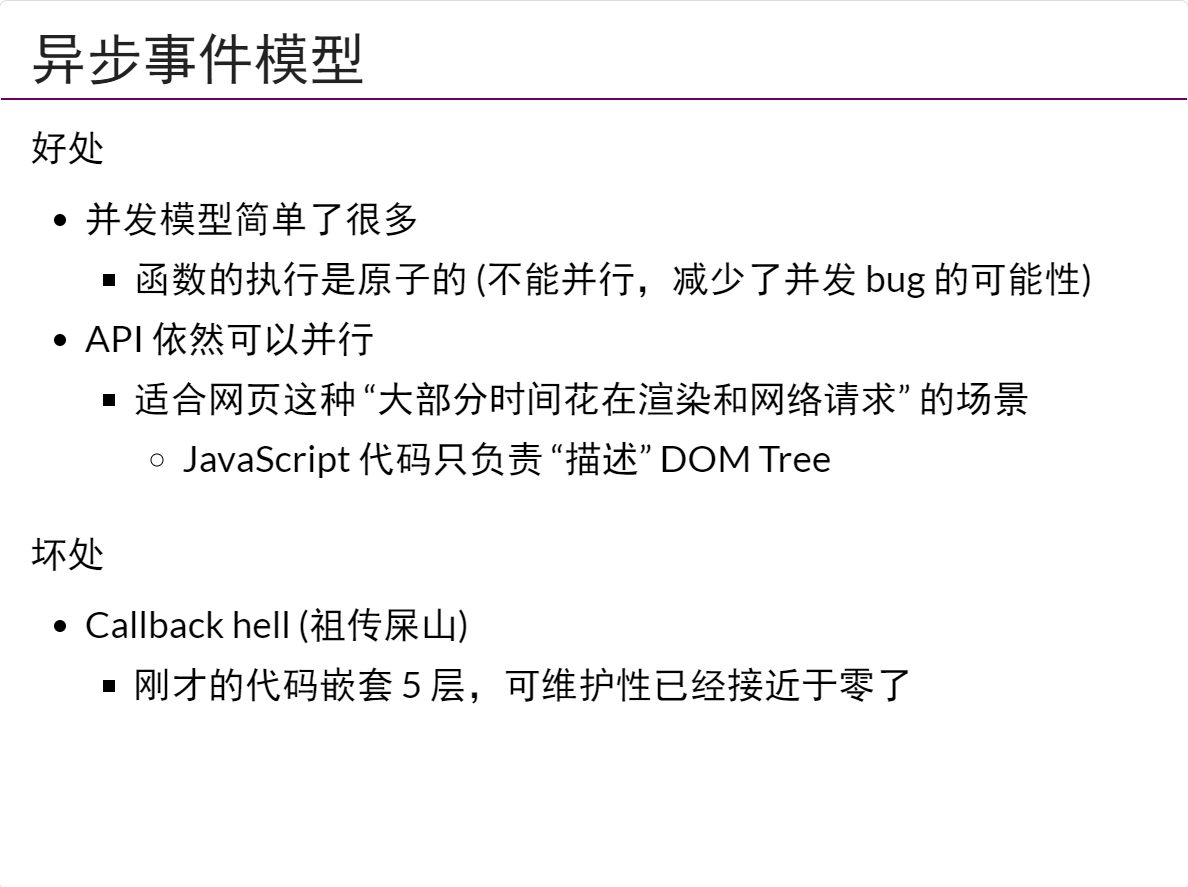 异步事件模型
好处
并发模型简单了很多
函数的执行是原子的 (不能并行，减少了并发 bug 的可能性)
API 依然可以并行
适合网页这种 “大部分时间花在渲染和网络请求” 的场景
JavaScript 代码只负责 “描述” DOM Tree
坏处
Callback hell (祖传屎山)
刚才的代码嵌套 5 层，可维护性已经接近于零了